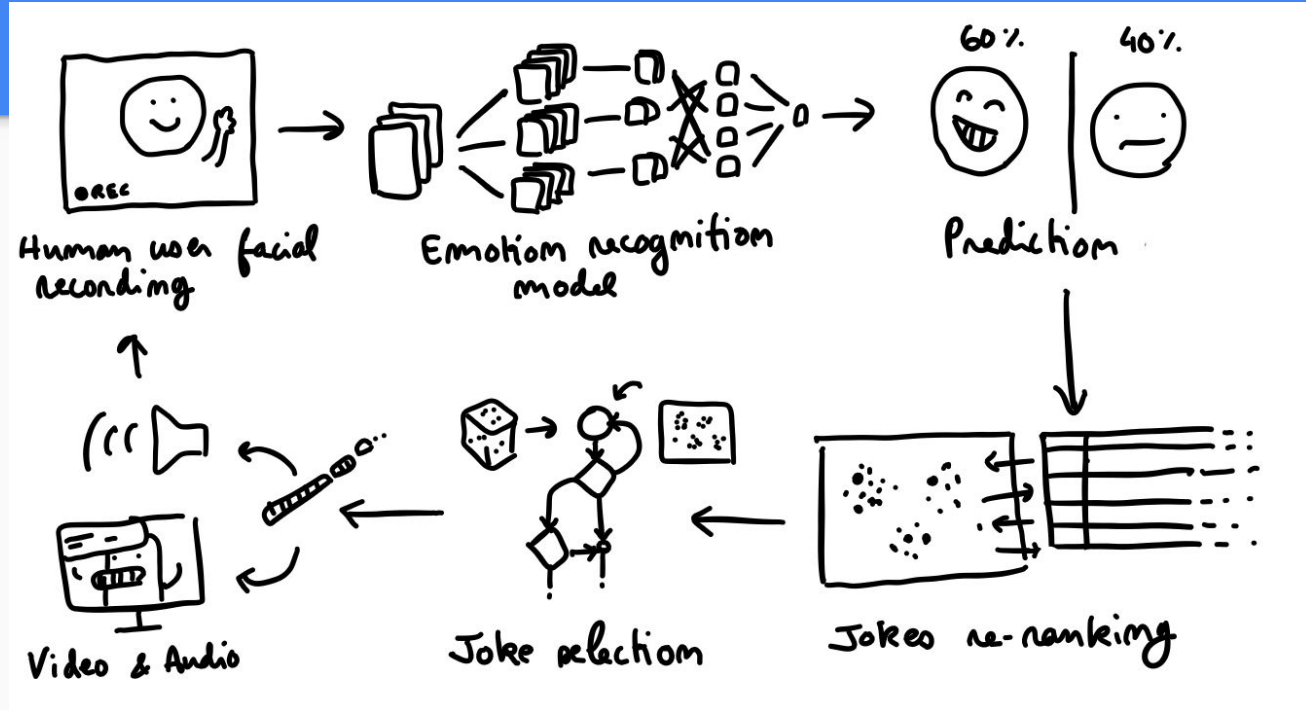 60% 40%
REC
Human user facial
recording
Emotion recognition
model
Prediction
Video & Audio
Joke selection
Jokes re-ranking